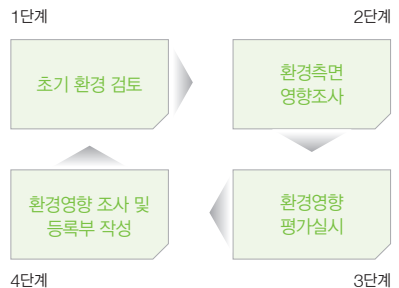 1단계
2단계
초기 환경 검토
환경측면
영향조사
환경영향 조사 및
등록부 작성
환경영향
평가실시
4단계
3단계